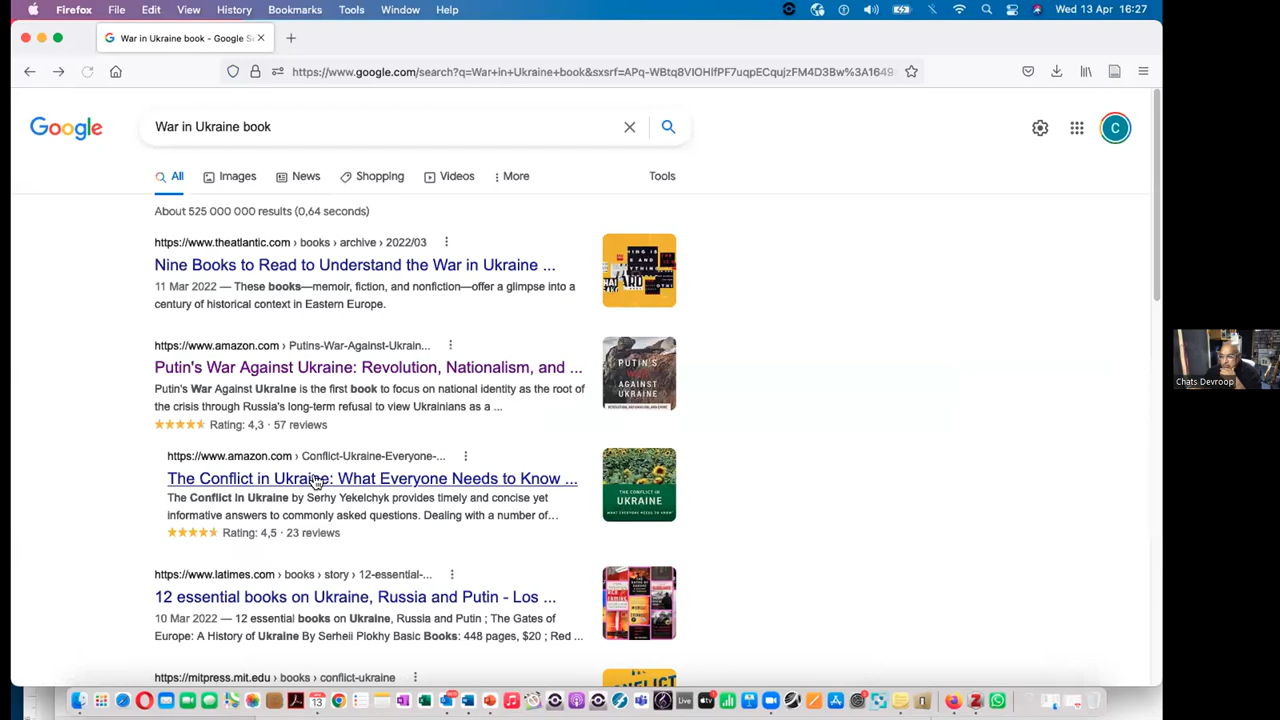 Firefox File Edit View History Bookmarks Tools Window Help Wed 13 Apr 16:27
War in Ukraine book - Google S
https://www.google.com/search?q=War+in+Ukraine+book&sxsrf=APq-WBtq8VIOHlfPF7uqpECqujzFM4D3Bw%3A1649
Google War in Ukraine book C
All Images News Shopping Videos More Tools
About 525 000 000 results (0,64 seconds)
https://www.theatlantic.com › books › archive › 2022/03
Nine Books to Read to Understand the War in Ukraine ...
11 Mar 2022 — These books—memoir, fiction, and nonfiction—offer a glimpse into a
century of historical context in Eastern Europe.
https://www.amazon.com › Putins-War-Against-Ukrain...
Putin's War Against Ukraine: Revolution, Nationalism, and ...
Putin's War Against Ukraine is the first book to focus on national identity as the root of
the crisis through Russia's long-term refusal to view Ukrainians as a ...
Rating: 4,3 · 57 reviews
PUTIN'S
WAR
AGAINST
UKRAINE
https://www.amazon.com › Conflict-Ukraine-Everyone-...
The Conflict in Ukraine: What Everyone Needs to Know ...
The Conflict in Ukraine by Serhy Yekelchyk provides timely and concise yet
informative answers to commonly asked questions. Dealing with a number of...
Rating: 4,5 · 23 reviews
THE CONFLICT IN
UKRAINE
WHAT EVERYONE NEEDS TO KNOW
https://www.latimes.com › books › story › 12-essential-...
12 essential books on Ukraine, Russia and Putin - Los ...
10 Mar 2022 — 12 essential books on Ukraine, Russia and Putin ; The Gates of
Europe: A History of Ukraine By Serheii Plokhy Basic Books: 448 pages, $20 ; Red ...
https://mitpress.mit.edu › books › conflict-ukraine
Chats Devroop